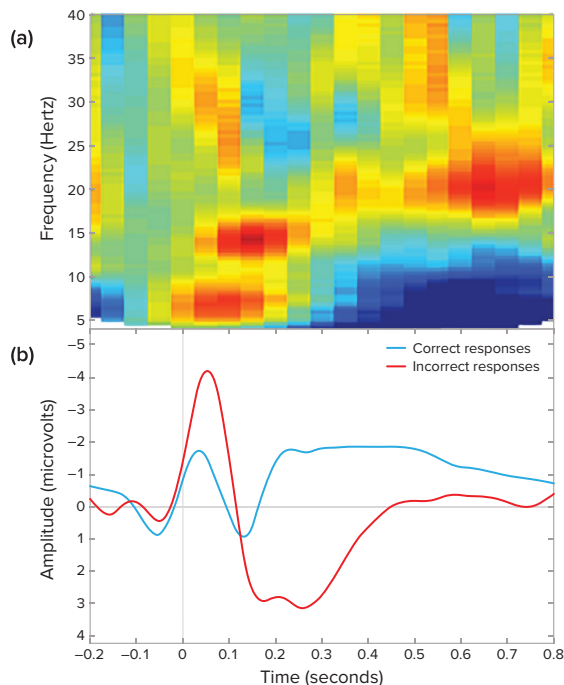 (a)
40
35
30
25
20
15
10
5
Frequency (Hertz)
(b)
–5
–4
–3
–2
–1
0
1
2
3
4
Amplitude (microvolts)
Correct responses
Incorrect responses
–0.2 –0.1 0 0.1 0.2 0.3 0.4 0.5 0.6 0.7 0.8
Time (seconds)